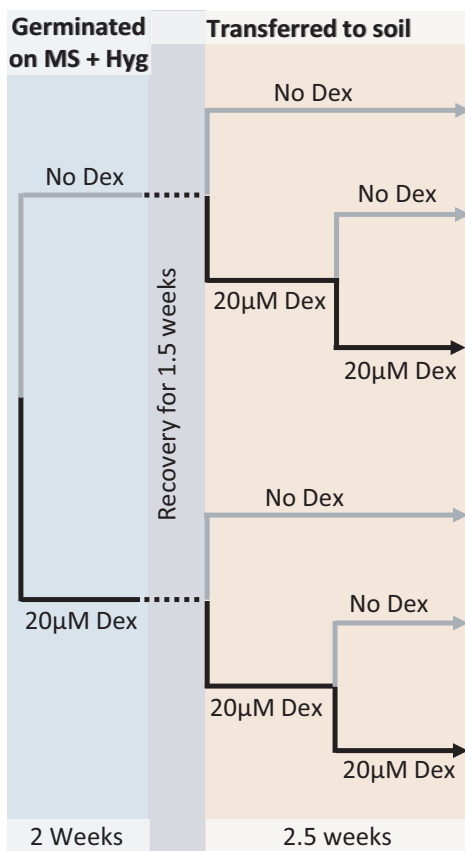 Germinated
on MS + Hyg
Transferred to soil
No Dex
No Dex
No Dex
20µM Dex
20µM Dex
Recovery for 1.5 weeks
No Dex
No Dex
20µM Dex
20µM Dex
20µM Dex
2 Weeks
2.5 weeks